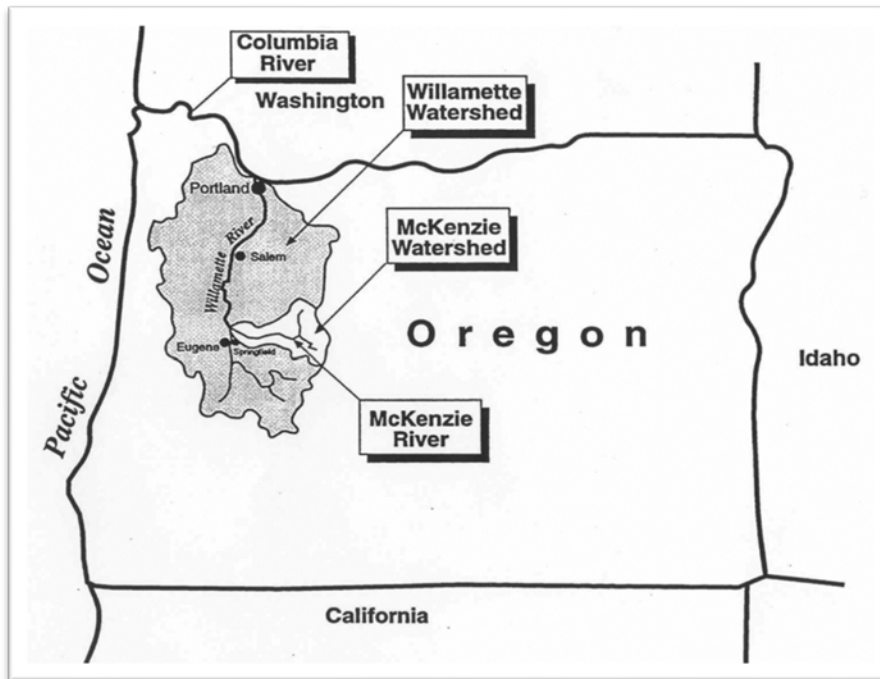 Columbia
River
Washington
Willamette
Watershed
Portland
McKenzie
Watershed
Willamette River
Salem
Ocean
Oregon
Eugene
Springfield
Idaho
Pacific
McKenzie
River
California